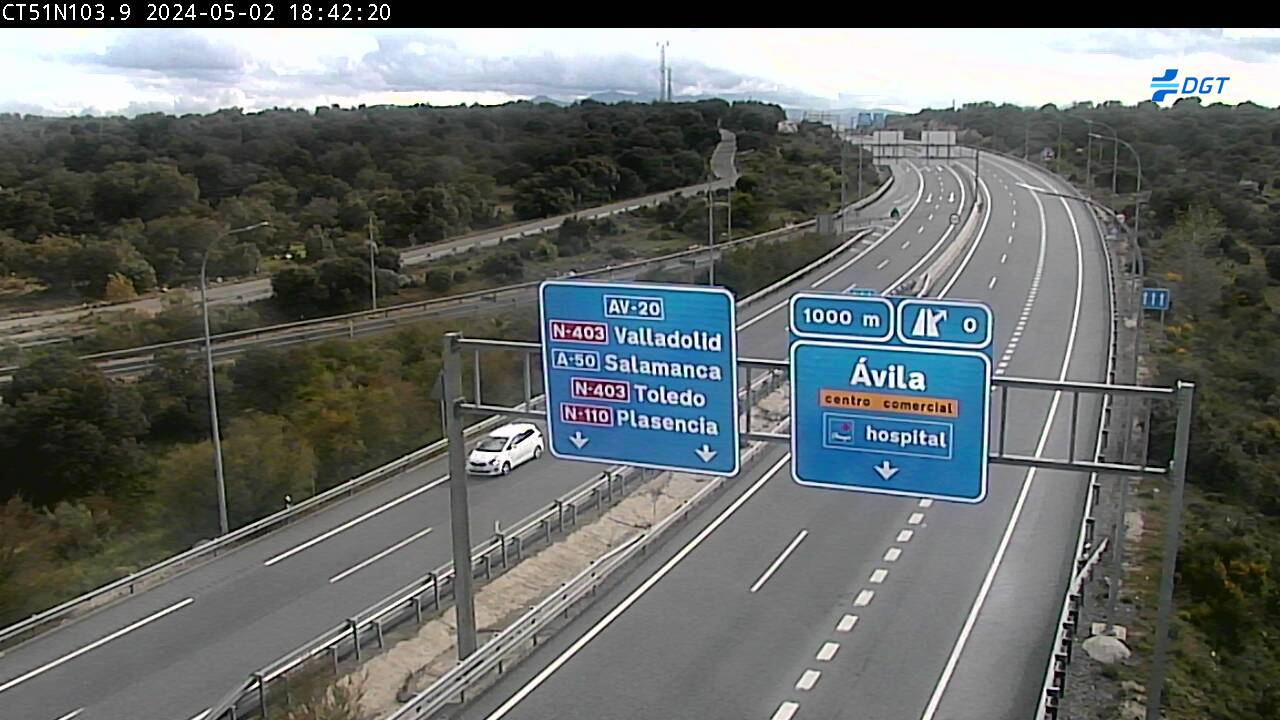 CT51N103.9 2024-05-02 18:42:20
DGT
AV-20
N-403 Valladolid
A-50 Salamanca
N-403 Toledo
N-110 Plasencia
1000 m
0
Ávila
centro comercial
hospital